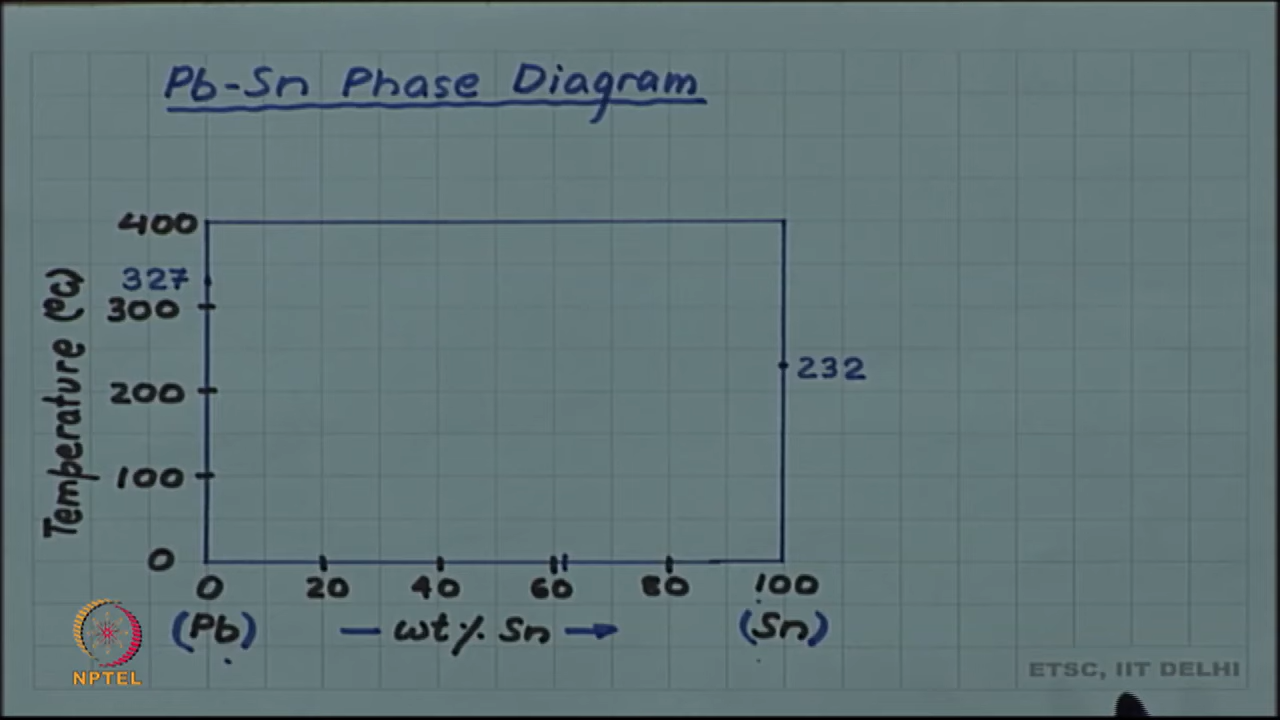 Pb-Sn Phase Diagram
400
327
300
232
200
100
0
Temperature (°C)
0 20 40 60 80 100
(Pb) wt% Sn (Sn)
NPTEL
ETSC, IIT DELHI